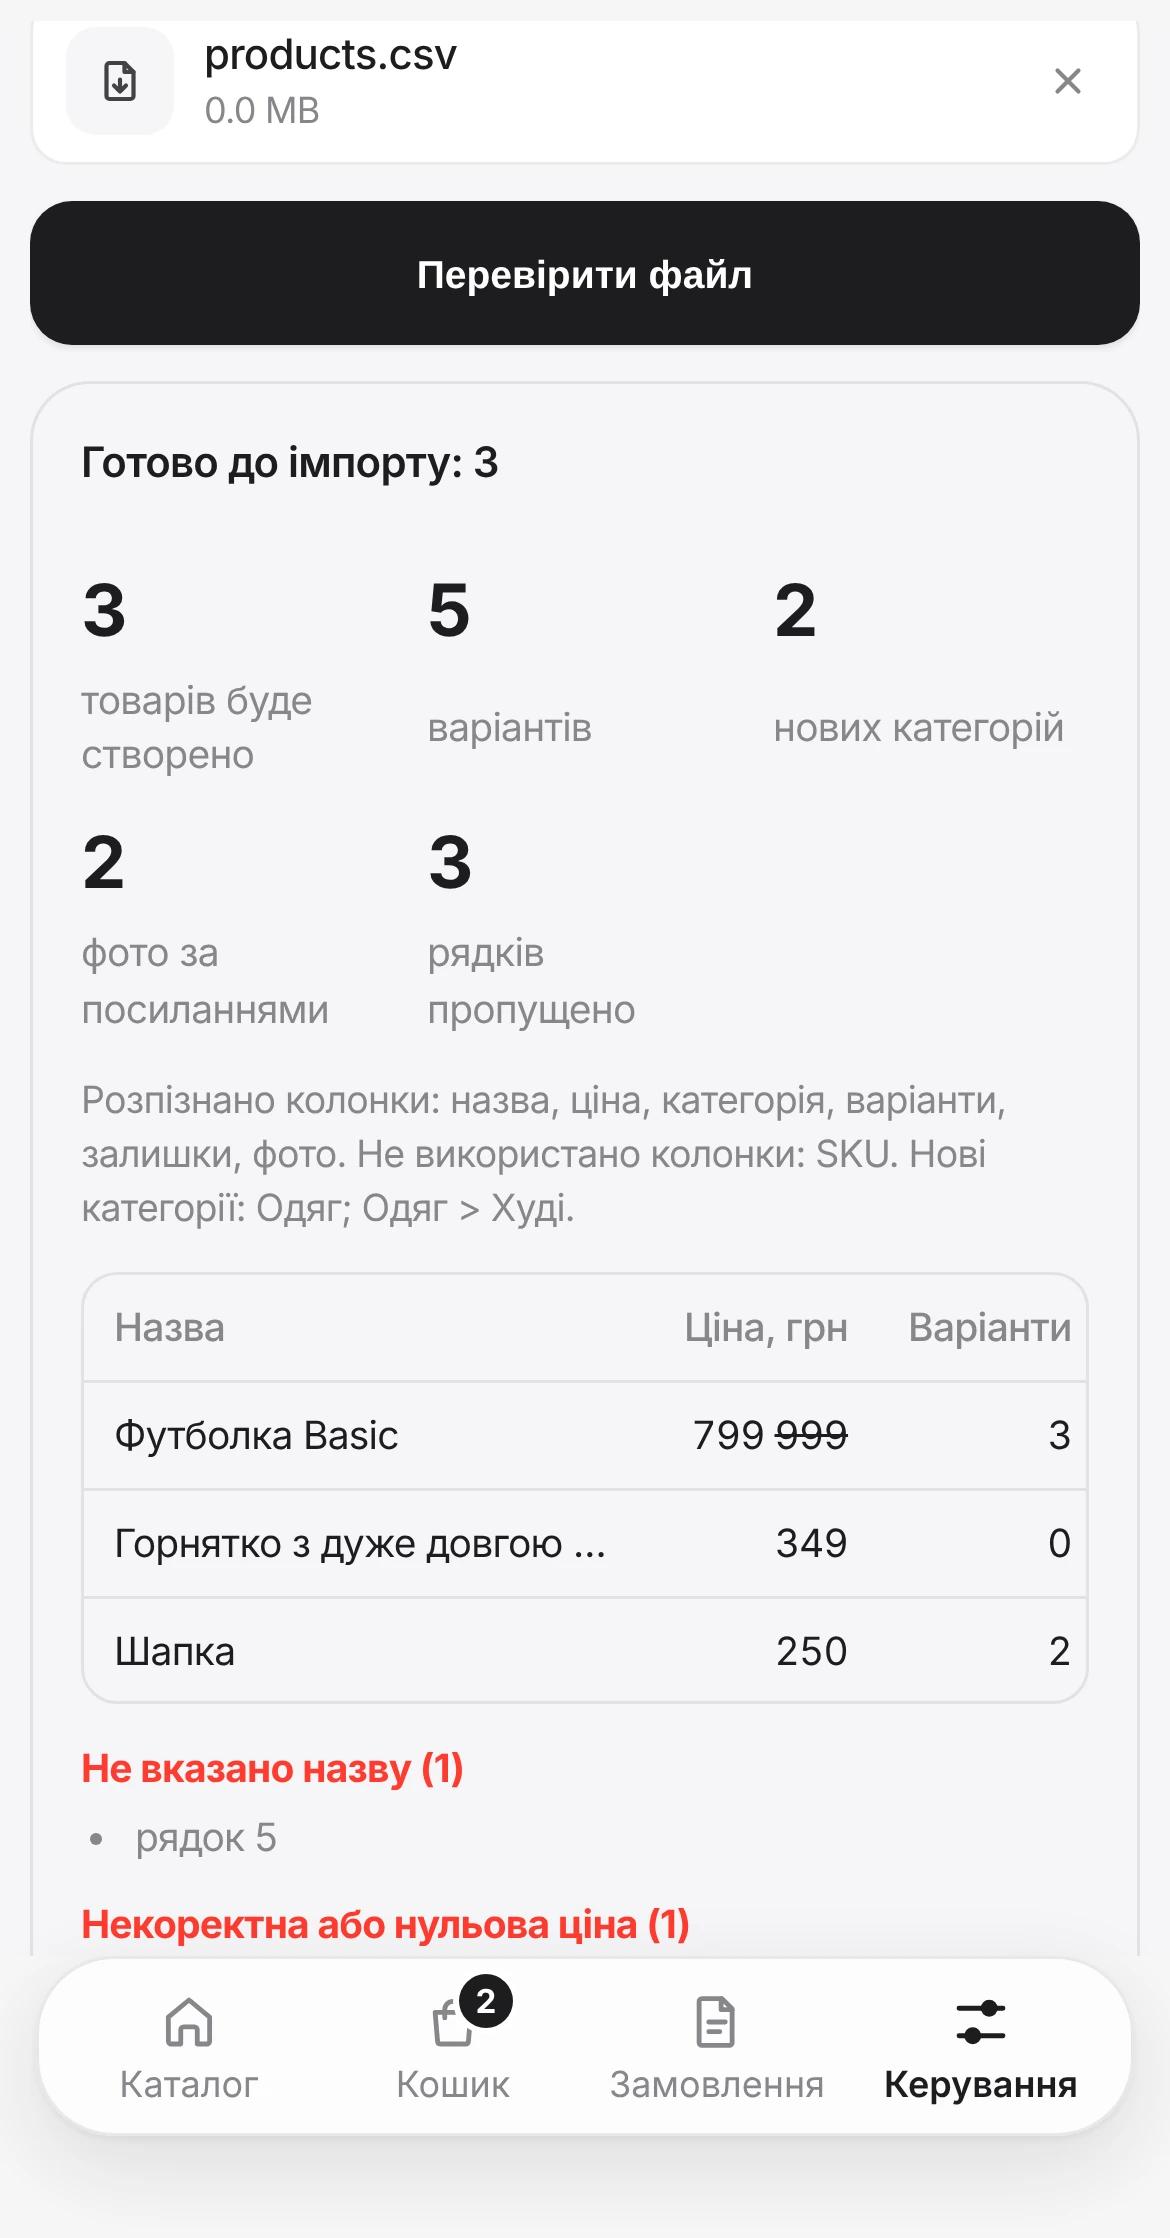 products.csv
0.0 MB
Перевірити файл
Готово до імпорту: 3
3
5
2
товарів буде
створено
варіантів
нових категорій
2
3
фото за
посиланнями
рядків
пропущено
Розпізнано колонки: назва, ціна, категорія, варіанти,
залишки, фото. Не використано колонки: SKU. Нові
категорії: Одяг; Одяг > Худі.
Назва Ціна, грн Варіанти
Футболка Basic 799 999 3
Горнятко з дуже довгою ... 349 0
Шапка 250 2
Не вказано назву (1)
• рядок 5
Некоректна або нульова ціна (1)
2
Каталог Кошик Замовлення Керування